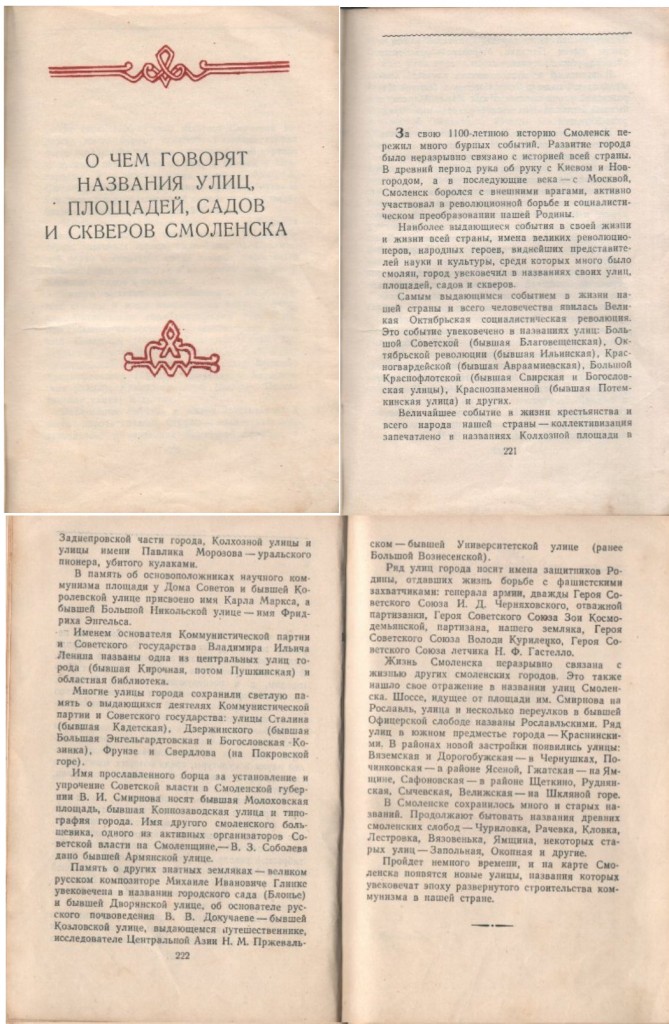 О ЧЕМ ГОВОРЯТ
НАЗВАНИЯ УЛИЦ,
ПЛОЩАДЕЙ, САДОВ
И СКВЕРОВ СМОЛЕНСКА
За свою 1100-летнюю историю Смоленск пе-
режил много бурных событий. Развитие города
было неразрывно связано с историей всей страны.
В древний период рука об руку с Киевом и Нов-
городом, а в последующие века — с Москвой,
Смоленск боролся с внешними врагами, активно
участвовал в революционной борьбе и социалисти-
ческом преобразовании нашей Родины.
Наиболее выдающиеся события в своей жизни
и жизни всей страны, имена великих революцио-
неров, народных героев, виднейших представите-
лей науки и культуры, среди которых много было
смолян, город увековечил в названиях своих улиц,
площадей, садов и скверов.
Самым выдающимся событием в жизни на-
шей страны и всего человечества явилась Вели-
кая Октябрьская социалистическая революция.
Это событие увековечено в названиях улиц: Боль-
шой Советской (бывшая Благовещенская), Ок-
тябрьской революции (бывшая Ильинская), Крас-
ногвардейской (бывшая Авраамиевская), Большой
Краснофлотской (бывшая Свирская и Богослов-
ская улицы), Краснознаменной (бывшая Потем-
кинская улица) и других.
Величайшее событие в жизни крестьянства и
всего народа нашей страны — коллективизация
запечатлено в названиях Колхозной площади в
221
Заднепровской части города, Колхозной улицы и
улицы имени Павлика Морозова — уральского
пионера, убитого кулаками.
В память об основоположниках научного ком-
мунизма площади у Дома Советов и бывшей Ко-
ролевской улице присвоено имя Карла Маркса, а
бывшей Большой Никольской улице — имя Фрид-
риха Энгельса.
Именем основателя Коммунистической партии
и Советского государства Владимира Ильича
Ленина названы одна из центральных улиц го-
рода (бывшая Кирочная, потом Пушкинская) и
областная библиотека.
Многие улицы города сохранили светлую па-
мять о выдающихся деятелях Коммунистической
партии и Советского государства: улицы Сталина
(бывшая Кадетская), Дзержинского (бывшая
Большая Энгельгардтовская и Богословская Ко-
зинка), Фрунзе и Свердлова (на Покровской
горе).
Имя прославленного борца за установление и
упрочение Советской власти в Смоленской губер-
нии В. И. Смирнова носят бывшая Молоховская
площадь, бывшая Коннозаводская улица и типо-
графия города. Имя другого смоленского боль-
шевика, одного из активных организаторов Со-
ветской власти на Смоленщине,— В. З. Соболева
дано бывшей Армянской улице.
Память о других знатных земляках — великом
русском композиторе Михаиле Ивановиче Глинке
увековечена в названии городского сада (Блонье)
и бывшей Дворянской улице, об основателе рус-
ского почвоведения В. В. Докучаеве — бывшей
Козловской улице, выдающемся путешественнике,
исследователе Центральной Азии Н. М. Пржеваль-
222
ском — бывшей Университетской улице (ранее
Большой Вознесенской).
Ряд улиц города носит имена защитников Ро-
дины, отдавших жизнь борьбе с фашистскими
захватчиками: генерала армии, дважды Героя Со-
ветского Союза И. Д. Черняховского, отважной
партизанки, Героя Советского Союза Зои Космо-
демьянской, партизана, нашего земляка, Героя
Советского Союза Володи Куриленко, Героя Со-
ветского Союза летчика Н. Ф. Гастелло.
Жизнь Смоленска неразрывно связана с
жизнью других смоленских городов. Это также
нашло свое отражение в названии улиц Смолен-
ска. Шоссе, идущее от площади им. Смирнова на
Рославль, улица и несколько переулков в бывшей
Офицерской слободе названы Рославльскими. Ряд
улиц в южном предместье города — Краснински-
ми. В районах новой застройки появились улицы:
Вяземская и Дорогобужская — в Чернушках, По-
чинковская — в районе Ясеной, Гжатская — на Ям-
щине, Сафоновская — в районе Щеткино, Руднян-
ская, Сычевская, Велижская — на Шкляной горе.
В Смоленске сохранилось много и старых на-
званий. Продолжают бытовать названия древних
смоленских слобод — Чуриловка, Рачевка, Кловка,
Лестровка, Вязовенька, Ямщина, некоторых ста-
рых улиц — Запольная, Окопная и другие.
Пройдет немного времени, и на карте Смо-
ленска появятся новые улицы, названия которых
увековечат эпоху развернутого строительства ком-
мунизма в нашей стране.